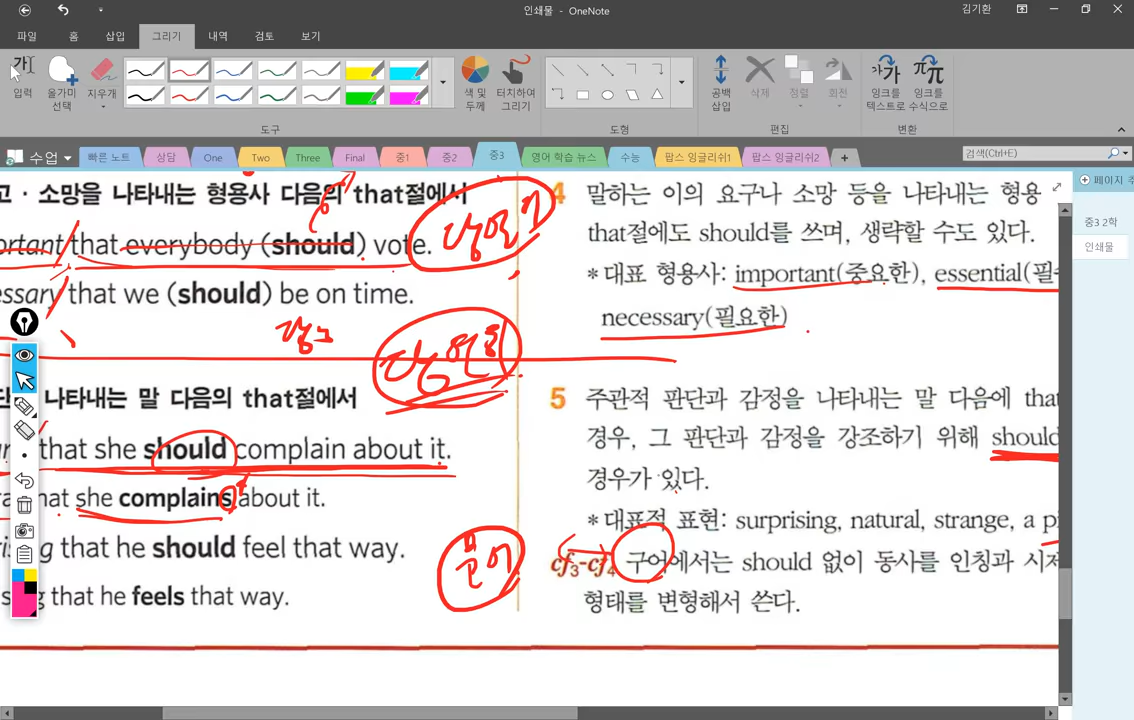 인쇄물 - OneNote
김기환
파일 홈 삽입 그리기 내역 검토 보기
입력
올가미 선택
지우개
색 및 두께
터치하여 그리기
공백 삽입
삭제
정렬
회전
잉크를 텍스트로
잉크를 수식으로
도구
도형
편집
변환
수업
빠른 노트 상담 One Two Three Final 중1 중2 중3 영어 학습 뉴스 수능 팝스 잉글리쉬1 팝스 잉글리쉬2
검색(Ctrl+E)
페이지 추
중3 2학
인쇄물
고·소망을 나타내는 형용사 다음의 that절에서
ortant that everybody (should) vote.
essary that we (should) be on time.
나타내는 말 다음의 that절에서
that she should complain about it.
hat she complains about it.
that he should feel that way.
that he feels that way.
4 말하는 이의 요구나 소망 등을 나타내는 형용
that절에도 should를 쓰며, 생략할 수도 있다.
*대표 형용사: important(중요한), essential(필수
necessary(필요한)
5 주관적 판단과 감정을 나타내는 말 다음에 that
경우, 그 판단과 감정을 강조하기 위해 should
경우가 있다.
*대표적 표현: surprising, natural, strange, a pi
cf3-cf4 구어에서는 should 없이 동사를 인칭과 시제
형태를 변형해서 쓴다.
문어